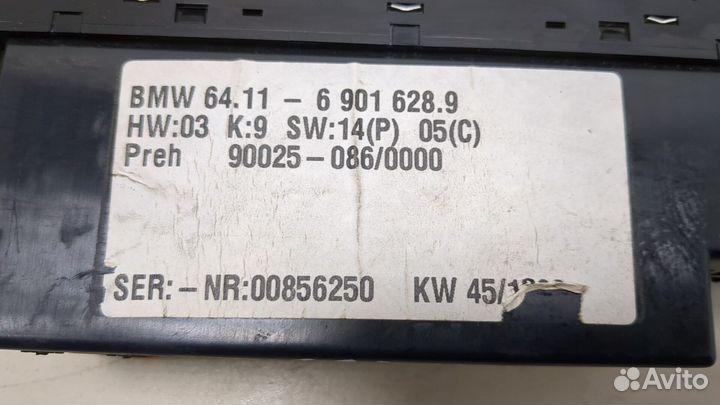 BMW 64.11 – 6 901 628.9
HW:03 K:9 SW:14(P) 05(C)
Preh 90025–086/0000
SER:–NR:00856250 KW 45/
Avito